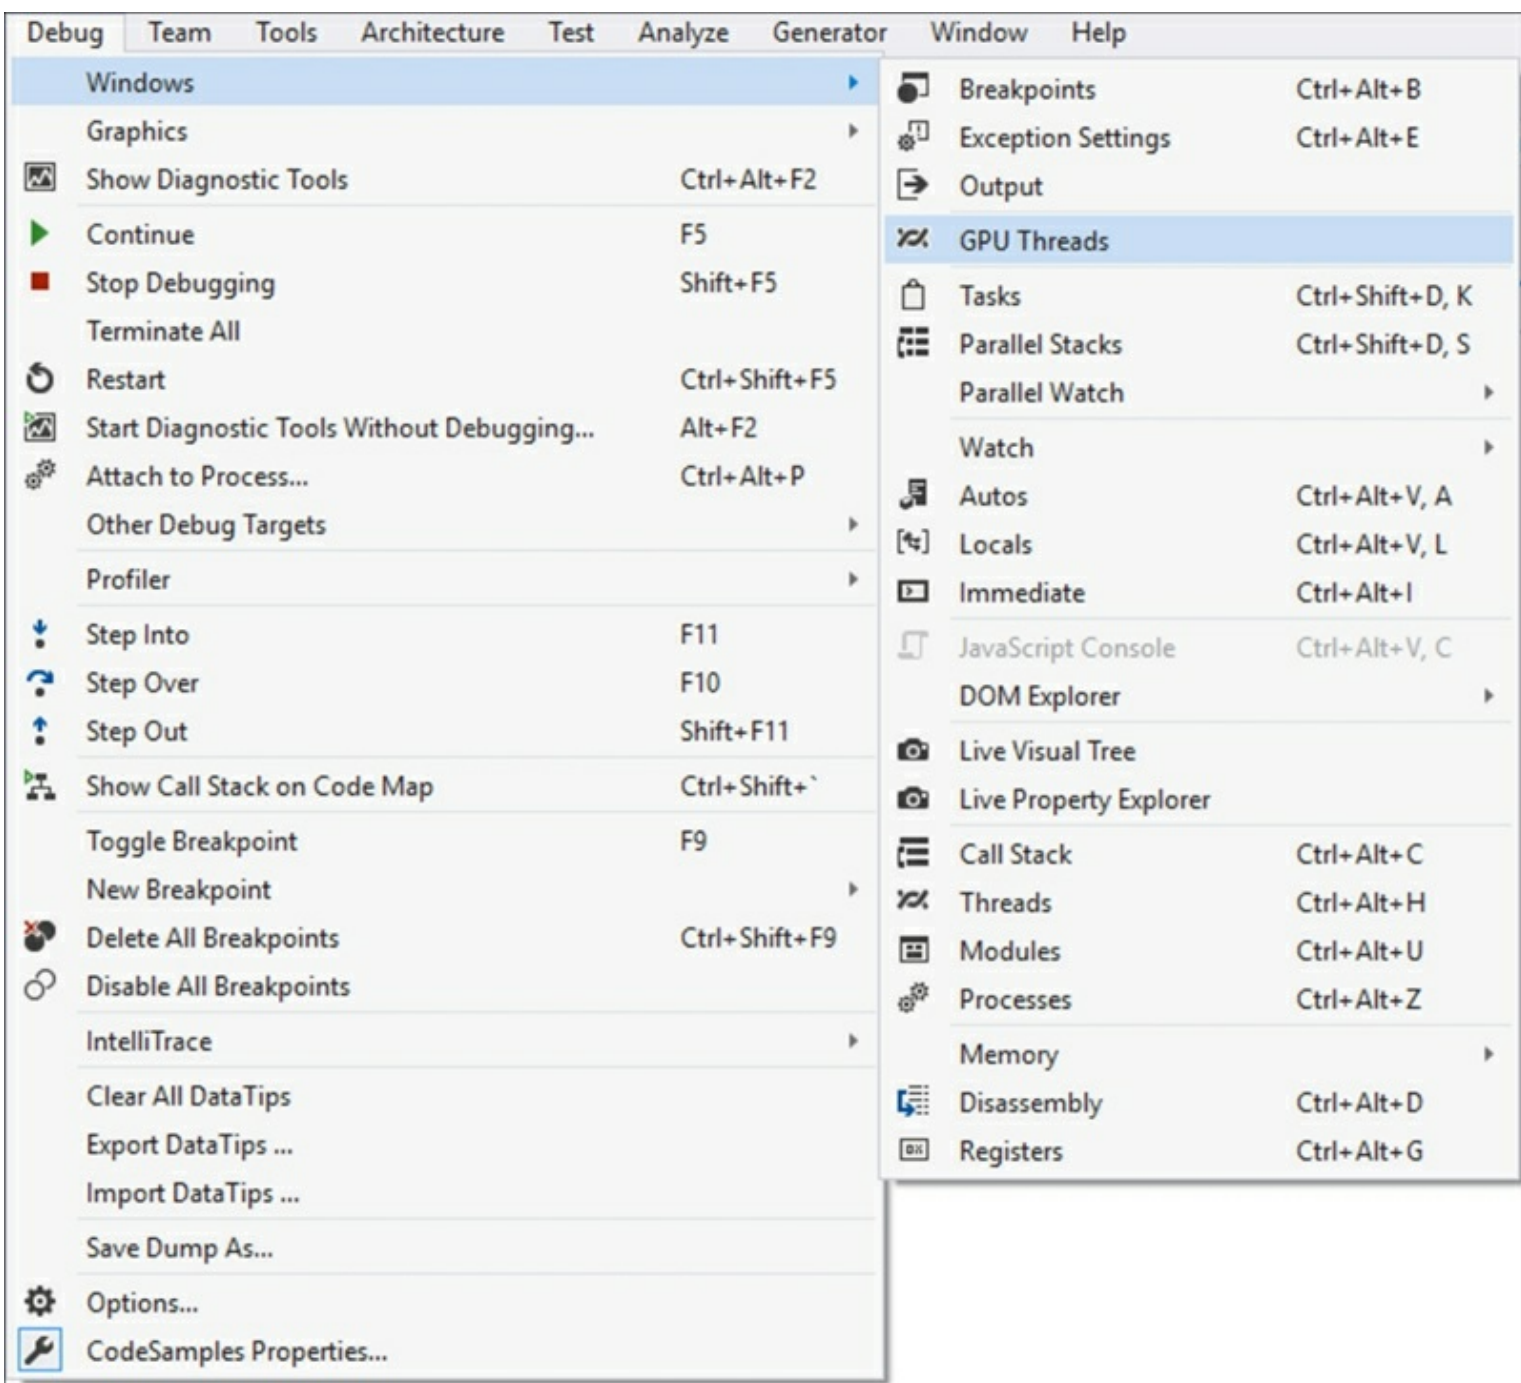 Debug Team Tools Architecture Test Analyze Generator Window Help
Windows
Graphics
Show Diagnostic Tools Ctrl+Alt+F2
Continue F5
Stop Debugging Shift+F5
Terminate All
Restart Ctrl+Shift+F5
Start Diagnostic Tools Without Debugging... Alt+F2
Attach to Process... Ctrl+Alt+P
Other Debug Targets
Profiler
Step Into F11
Step Over F10
Step Out Shift+F11
Show Call Stack on Code Map Ctrl+Shift+`
Toggle Breakpoint F9
New Breakpoint
Delete All Breakpoints Ctrl+Shift+F9
Disable All Breakpoints
IntelliTrace
Clear All DataTips
Export DataTips ...
Import DataTips ...
Save Dump As...
Options...
CodeSamples Properties...
Breakpoints Ctrl+Alt+B
Exception Settings Ctrl+Alt+E
Output
GPU Threads
Tasks Ctrl+Shift+D, K
Parallel Stacks Ctrl+Shift+D, S
Parallel Watch
Watch
Autos Ctrl+Alt+V, A
Locals Ctrl+Alt+V, L
Immediate Ctrl+Alt+I
JavaScript Console Ctrl+Alt+V, C
DOM Explorer
Live Visual Tree
Live Property Explorer
Call Stack Ctrl+Alt+C
Threads Ctrl+Alt+H
Modules Ctrl+Alt+U
Processes Ctrl+Alt+Z
Memory
Disassembly Ctrl+Alt+D
Registers Ctrl+Alt+G